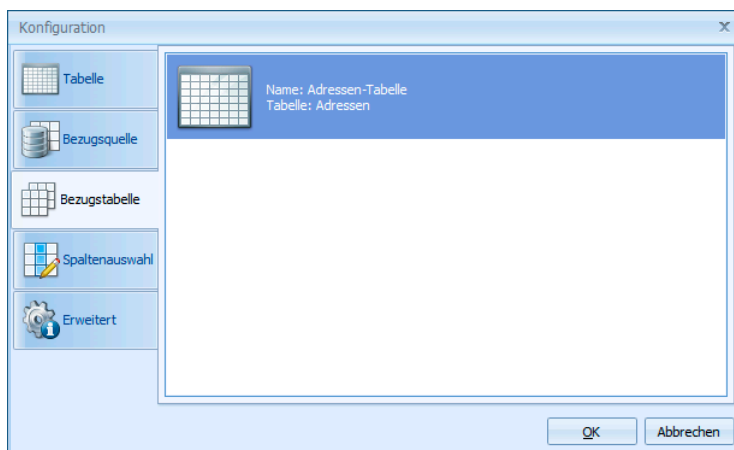 Konfiguration
x
Tabelle
Bezugsquelle
Bezugstabelle
Spaltenauswahl
Erweitert
Name: Adressen-Tabelle
Tabelle: Adressen
OK
Abbrechen